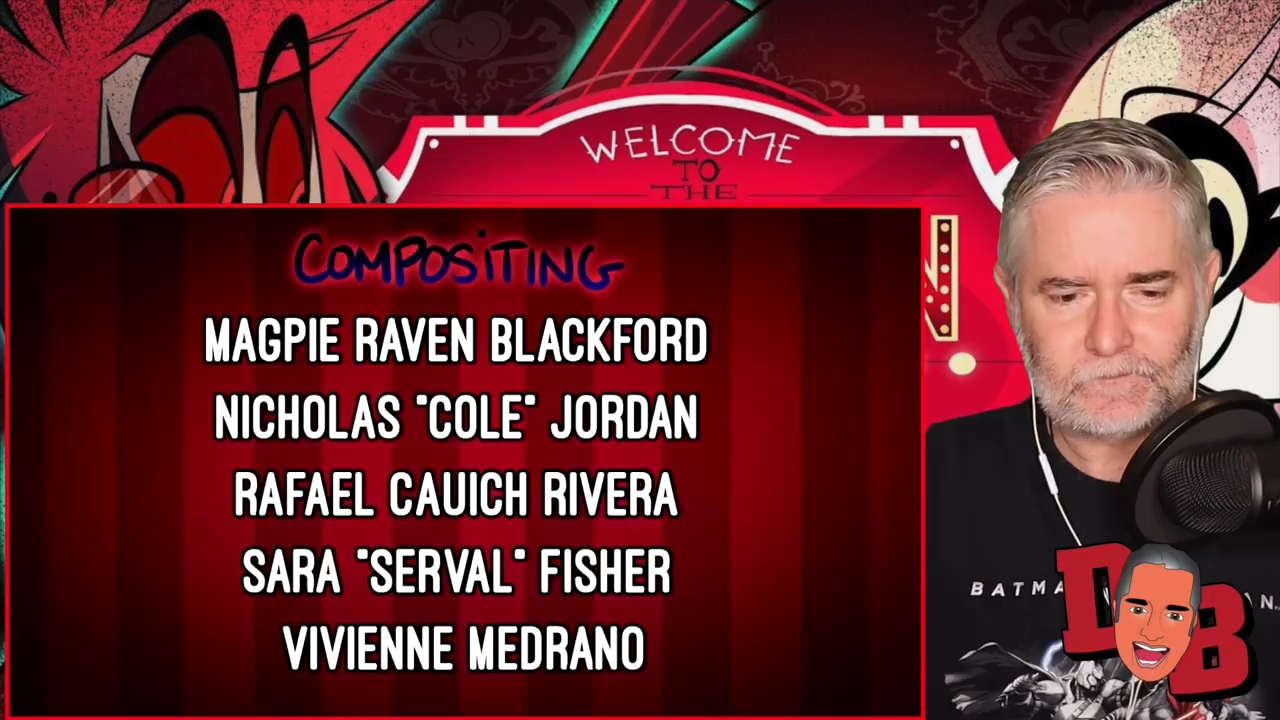 WELCOME
TO
THE
COMPOSITING
MAGPIE RAVEN BLACKFORD
NICHOLAS "COLE" JORDAN
RAFAEL CAUICH RIVERA
SARA "SERVAL" FISHER
VIVIENNE MEDRANO
BATMA
AN
DB